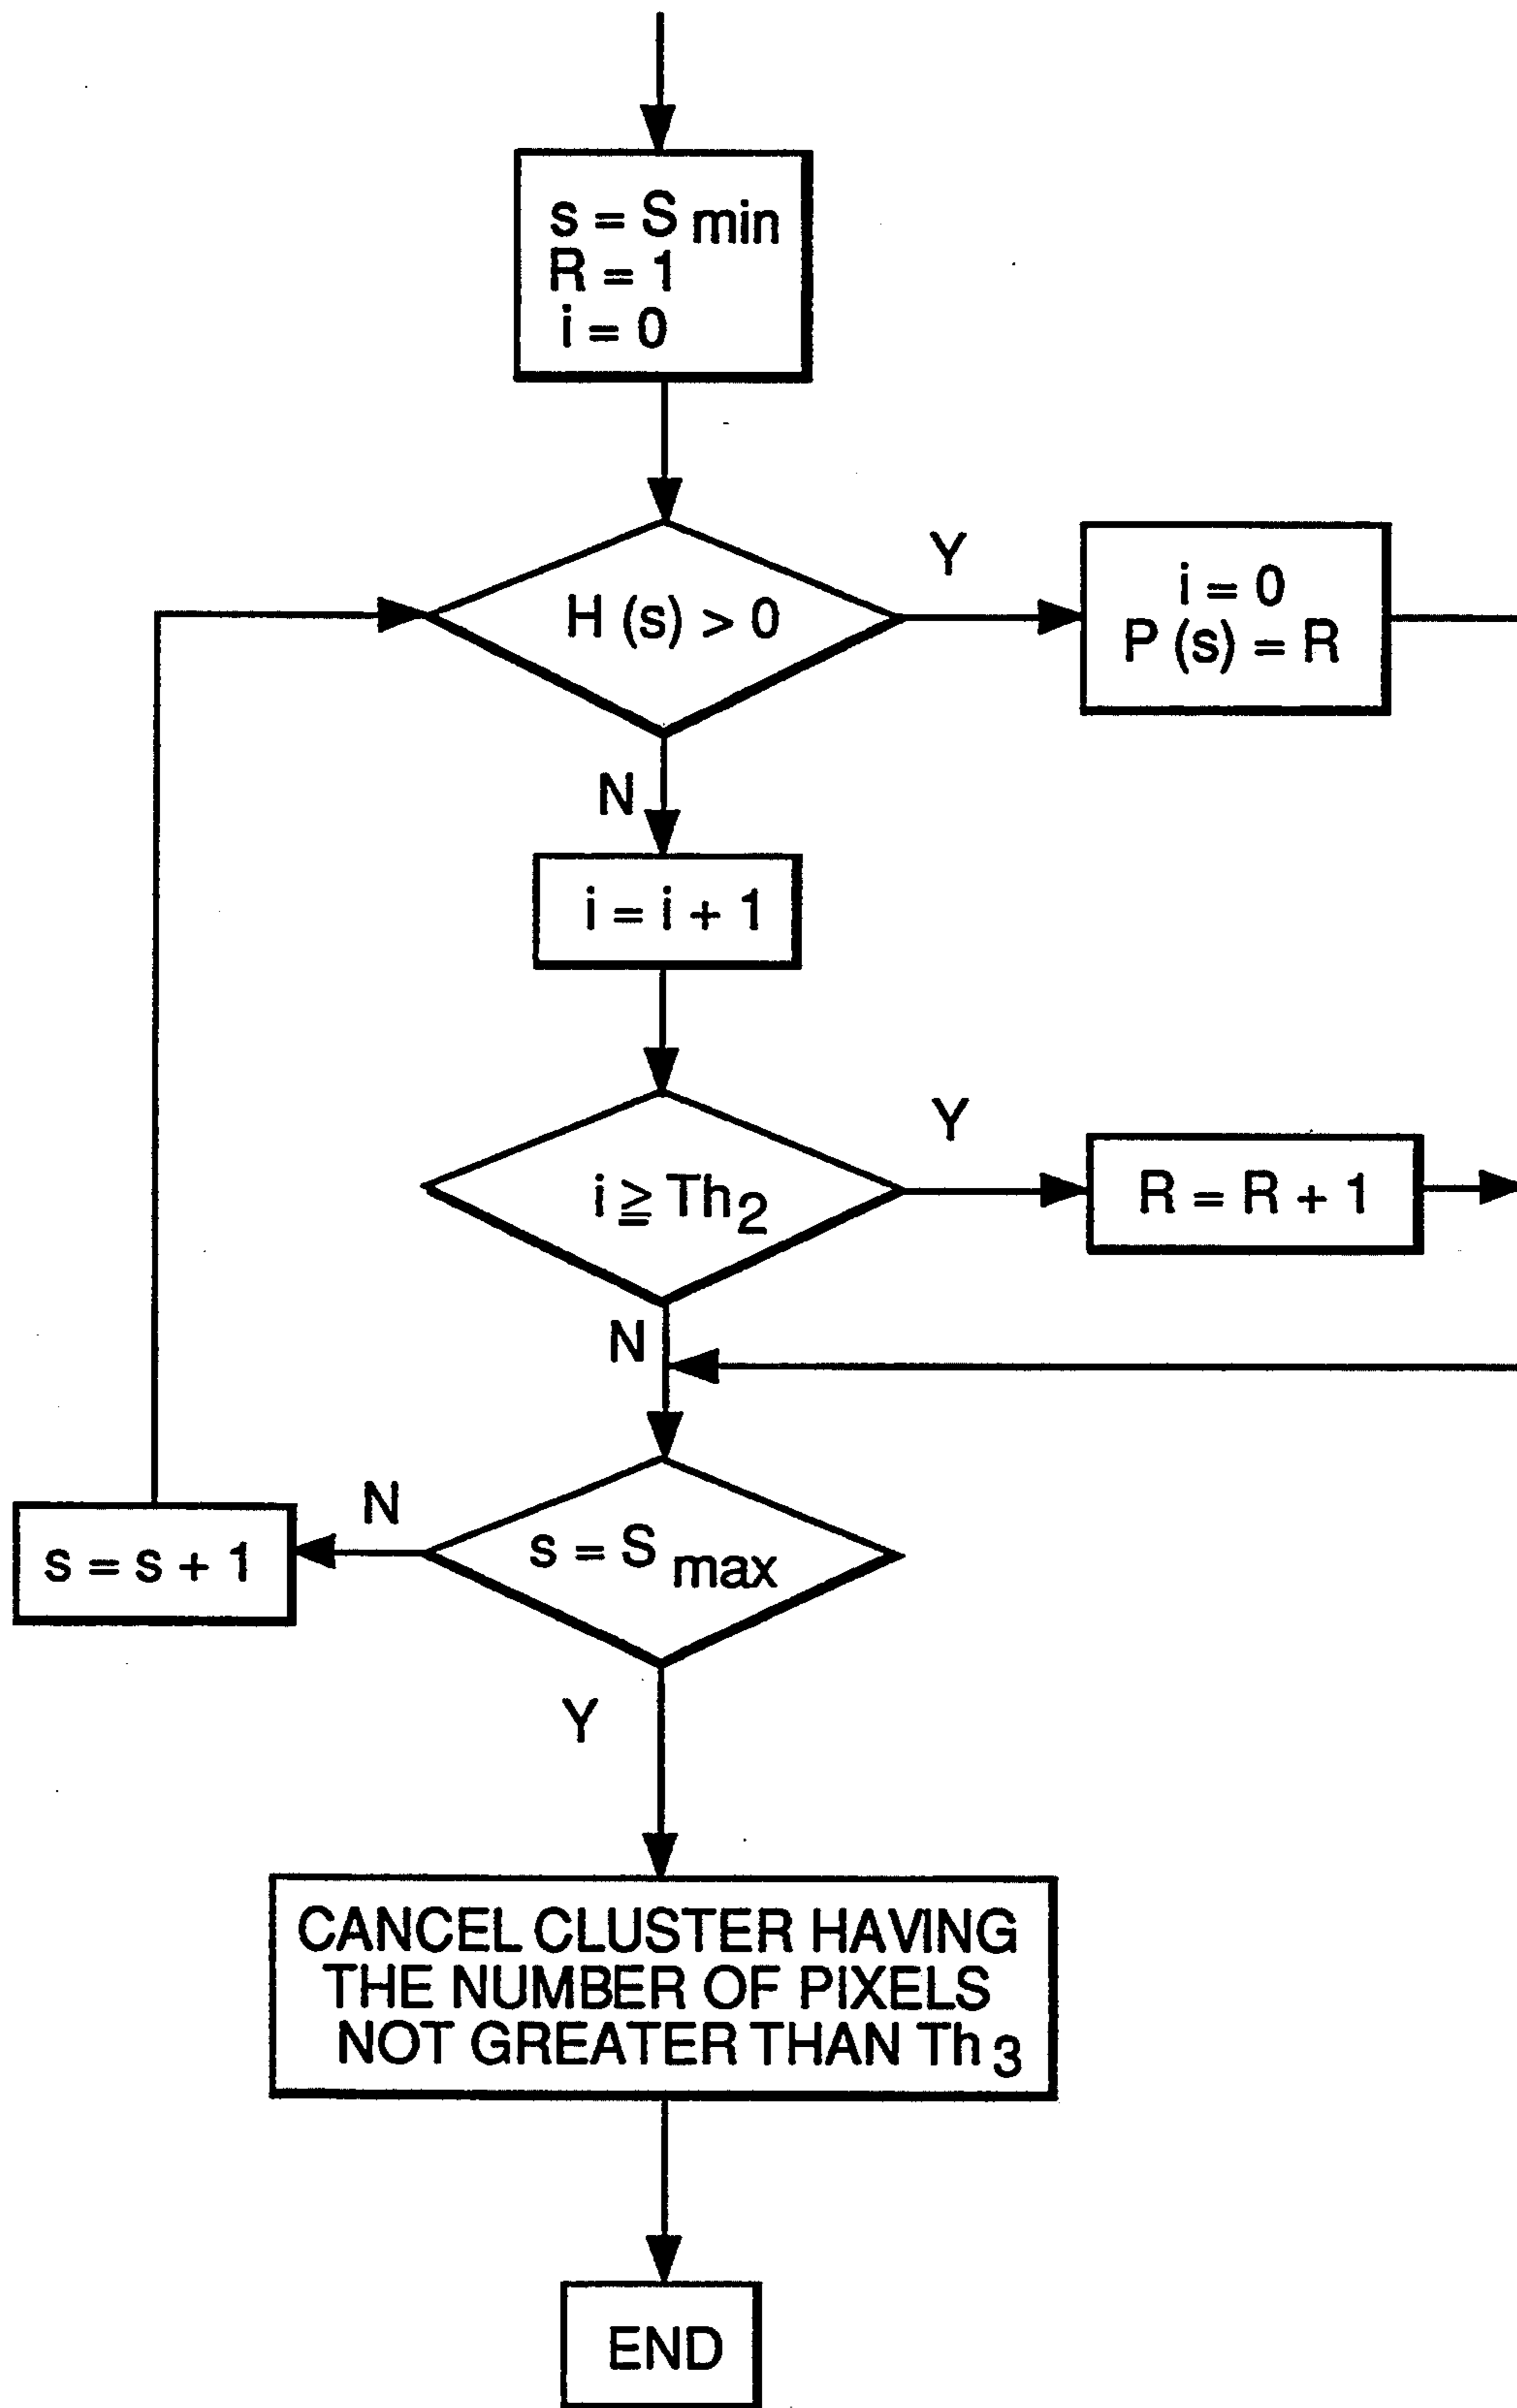 s = S min
R = 1
i = 0
H (s) > 0
Y
i = 0
P (s) = R
N
i = i + 1
i ≧ Th2
Y
R = R + 1
N
s = S max
N
s = s + 1
Y
CANCEL CLUSTER HAVING
THE NUMBER OF PIXELS
NOT GREATER THAN Th3
END